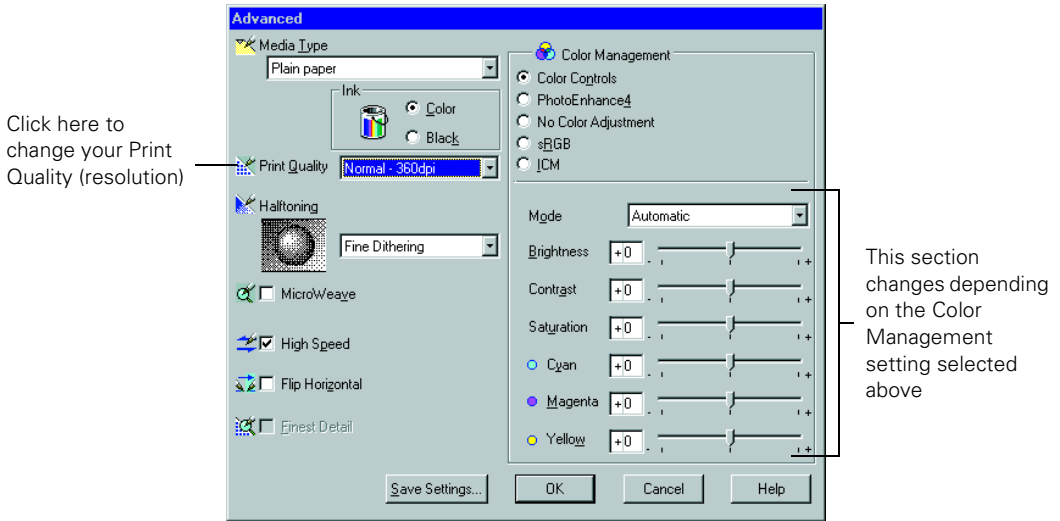 Advanced
Media Type
Plain paper
Ink
Color
Black
Click here to
change your Print
Quality (resolution)
Print Quality
Normal - 360dpi
Halftoning
Fine Dithering
MicroWeave
High Speed
Flip Horizontal
Finest Detail
Color Management
Color Controls
PhotoEnhance4
No Color Adjustment
sRGB
ICM
Mode
Automatic
Brightness +0 - +
Contrast +0 - +
Saturation +0 - +
Cyan +0 - +
Magenta +0 - +
Yellow +0 - +
This section
changes depending
on the Color
Management
setting selected
above
Save Settings...
OK
Cancel
Help